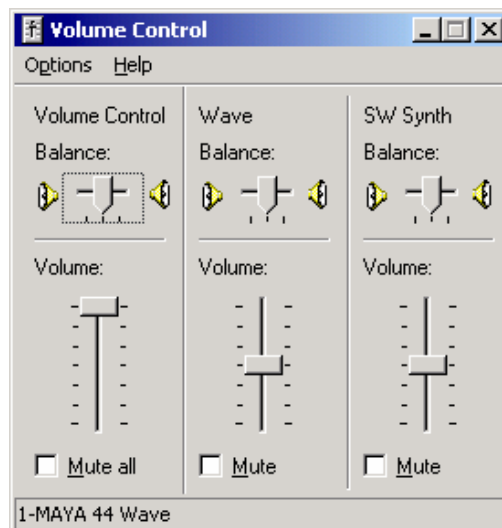 Volume Control
Options Help
Volume Control Wave SW Synth
Balance: Balance: Balance:
Volume: Volume: Volume:
Mute all Mute Mute
1-MAYA 44 Wave